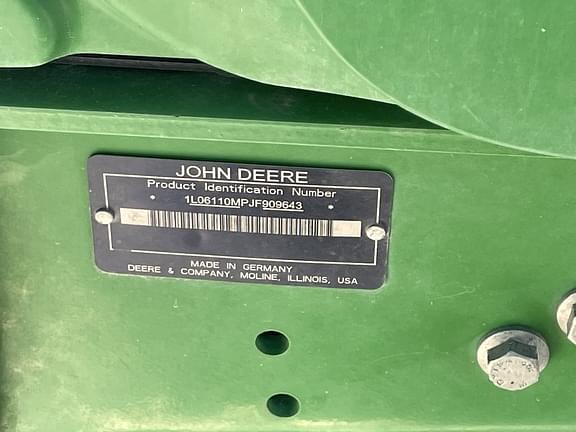 JOHN DEERE
Product Identification Number
* 1L06110MPJF909643 *
MADE IN GERMANY
DEERE & COMPANY, MOLINE, ILLINOIS, USA